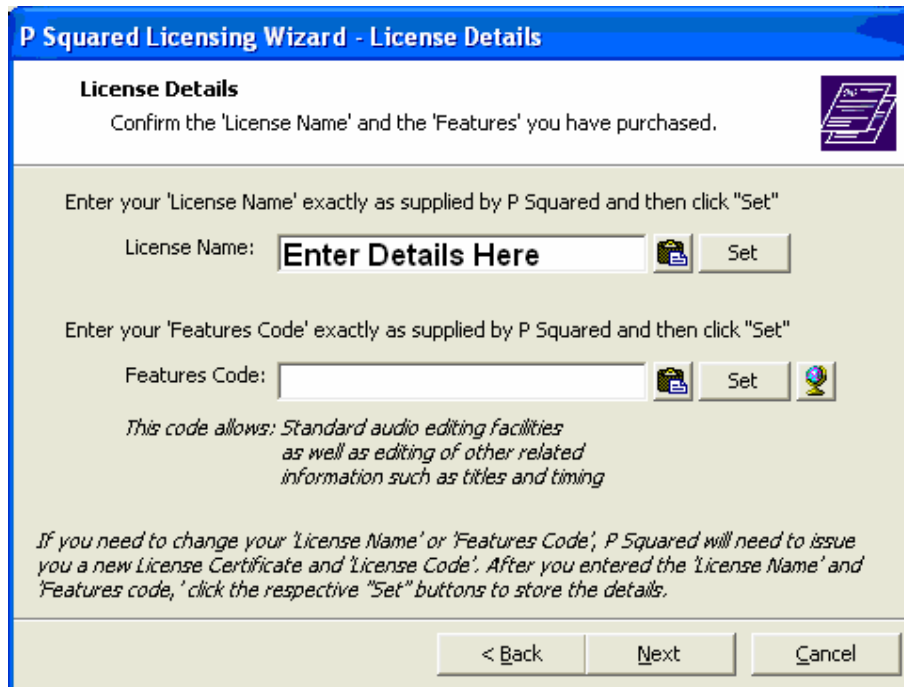 P Squared Licensing Wizard - License Details
License Details
Confirm the 'License Name' and the 'Features' you have purchased.
Enter your 'License Name' exactly as supplied by P Squared and then click "Set"
License Name: Enter Details Here Set
Enter your 'Features Code' exactly as supplied by P Squared and then click "Set"
Features Code: Set
This code allows: Standard audio editing facilities
as well as editing of other related
information such as titles and timing
If you need to change your 'License Name' or 'Features Code', P Squared will need to issue
you a new License Certificate and 'License Code'. After you entered the 'License Name' and
'Features code,' click the respective "Set" buttons to store the details.
< Back Next Cancel